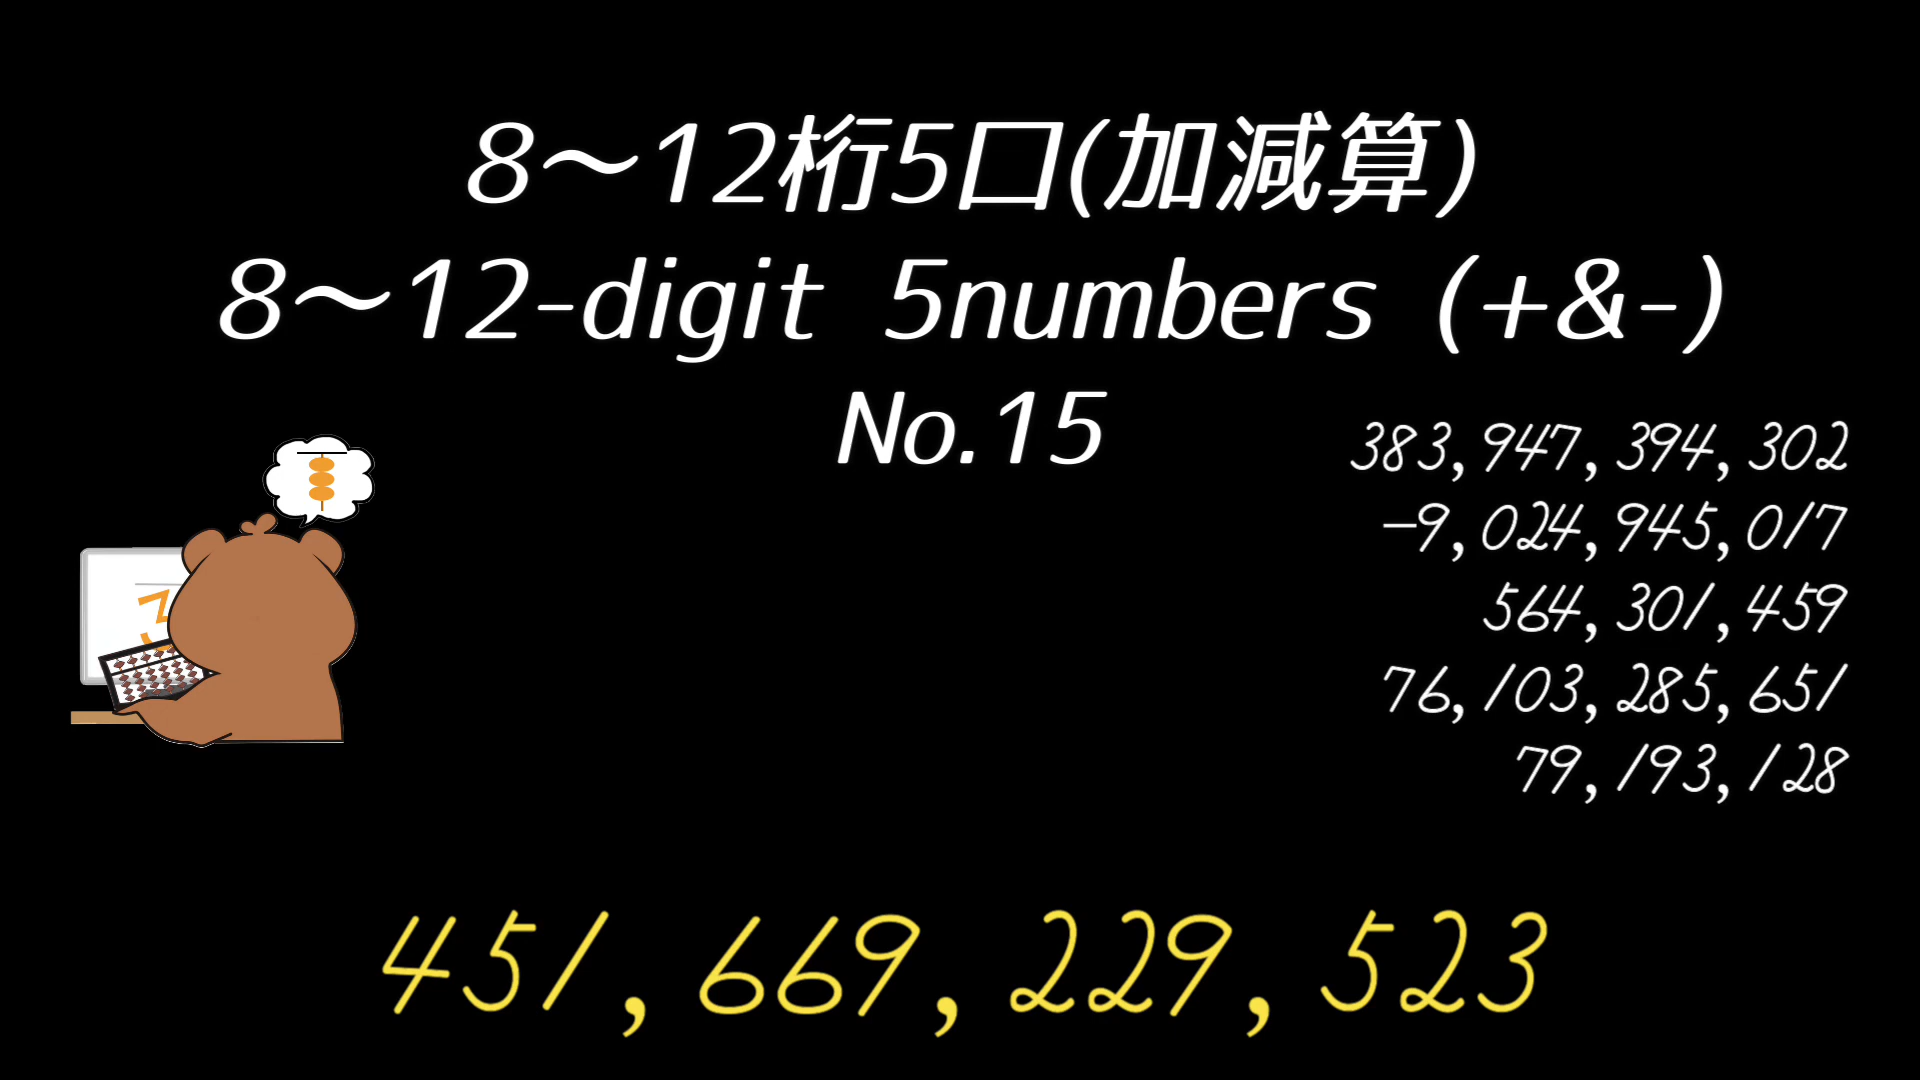 8～12桁5口(加減算)
8～12-digit 5numbers (+&-)
No.15
383,947,394,302
-9,024,945,017
564,301,459
76,103,285,651
79,193,128
3
451,669,229,523